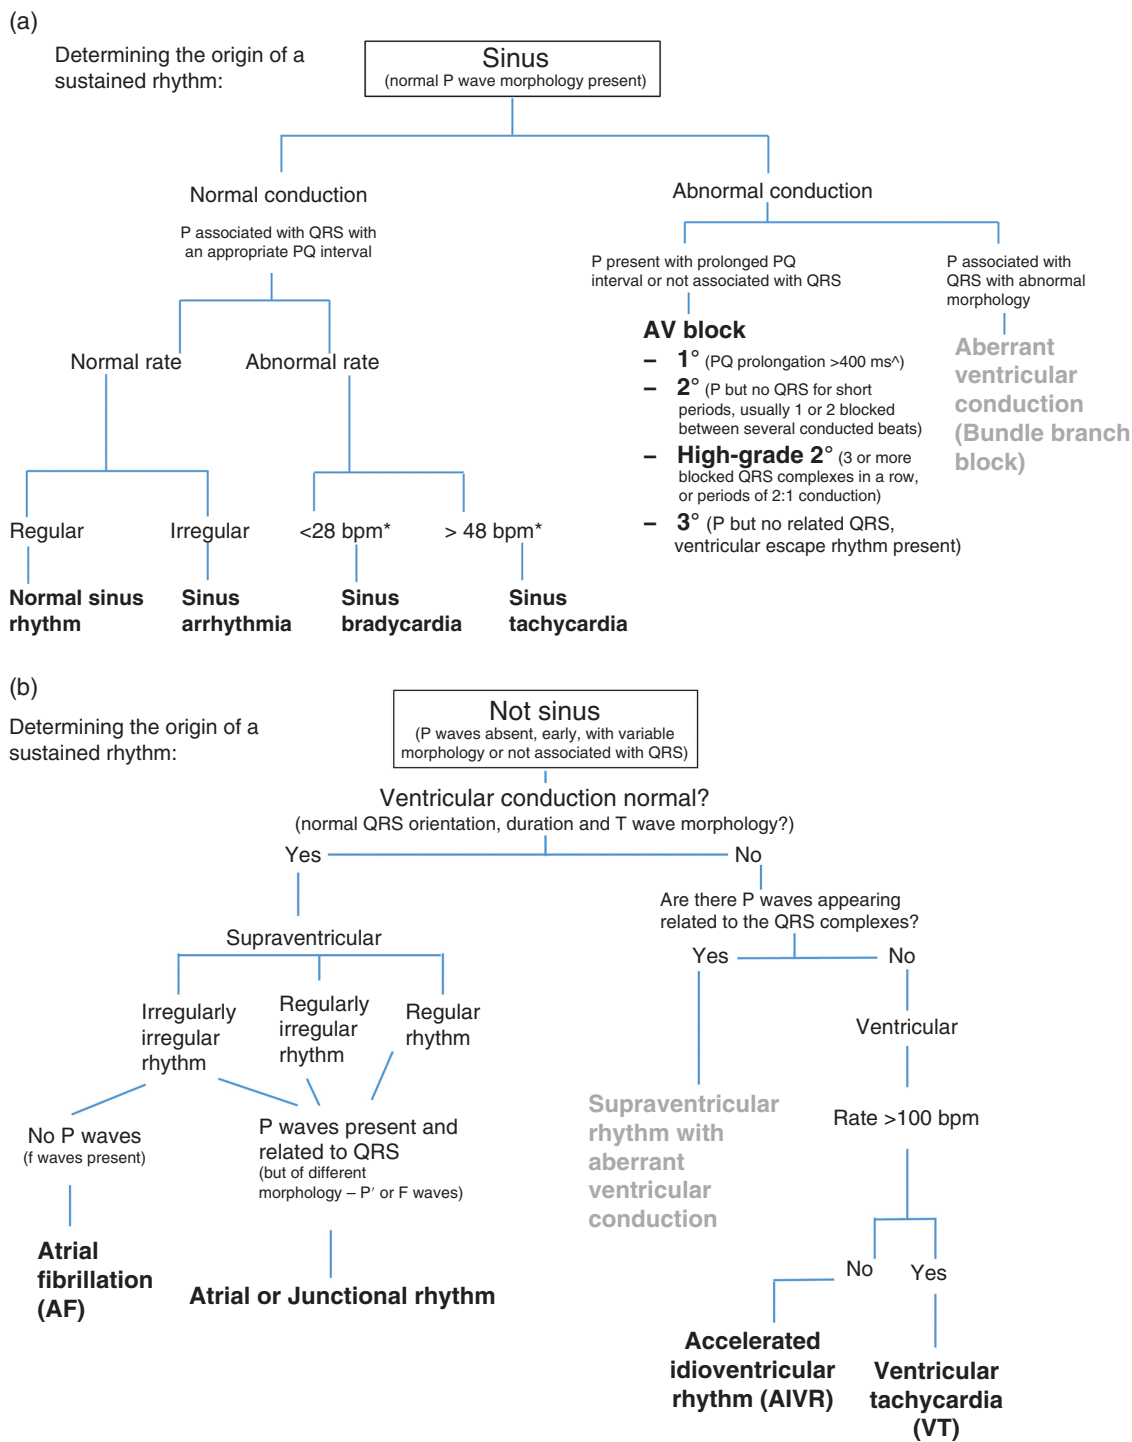 (a)
Determining the origin of a
sustained rhythm:
Sinus
(normal P wave morphology present)
Normal conduction
P associated with QRS with
an appropriate PQ interval
Abnormal conduction
P present with prolonged PQ
interval or not associated with QRS
P associated with
QRS with abnormal
morphology
Normal rate
Abnormal rate
AV block
– 1° (PQ prolongation >400 ms^)
– 2° (P but no QRS for short
periods, usually 1 or 2 blocked
between several conducted beats)
– High-grade 2° (3 or more
blocked QRS complexes in a row,
or periods of 2:1 conduction)
– 3° (P but no related QRS,
ventricular escape rhythm present)
Aberrant
ventricular
conduction
(Bundle branch
block)
Regular
Irregular
<28 bpm*
> 48 bpm*
Normal sinus
rhythm
Sinus
arrhythmia
Sinus
bradycardia
Sinus
tachycardia
(b)
Determining the origin of a
sustained rhythm:
Not sinus
(P waves absent, early, with variable
morphology or not associated with QRS)
Ventricular conduction normal?
(normal QRS orientation, duration and T wave morphology?)
Yes
No
Supraventricular
Are there P waves appearing
related to the QRS complexes?
Yes
No
Irregularly
irregular
rhythm
Regularly
irregular
rhythm
Regular
rhythm
Ventricular
No P waves
(f waves present)
P waves present and
related to QRS
(but of different
morphology – P′ or F waves)
Supraventricular
rhythm with
aberrant
ventricular
conduction
Rate >100 bpm
Atrial
fibrillation
(AF)
Atrial or Junctional rhythm
No
Yes
Accelerated
idioventricular
rhythm (AIVR)
Ventricular
tachycardia
(VT)